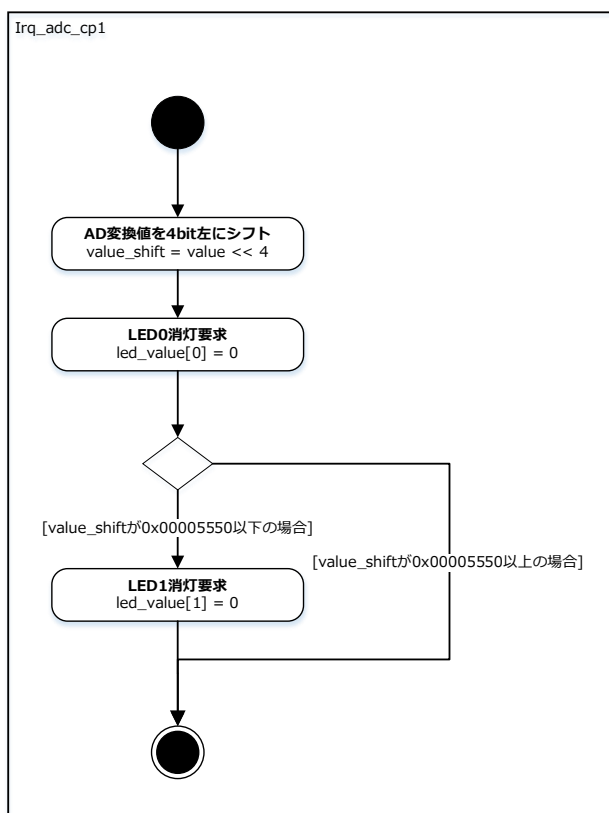 Irq_adc_cp1
AD変換値を4bit左にシフト
value_shift = value << 4
LED0消灯要求
led_value[0] = 0
[value_shiftが0x00005550以下の場合]
[value_shiftが0x00005550以上の場合]
LED1消灯要求
led_value[1] = 0